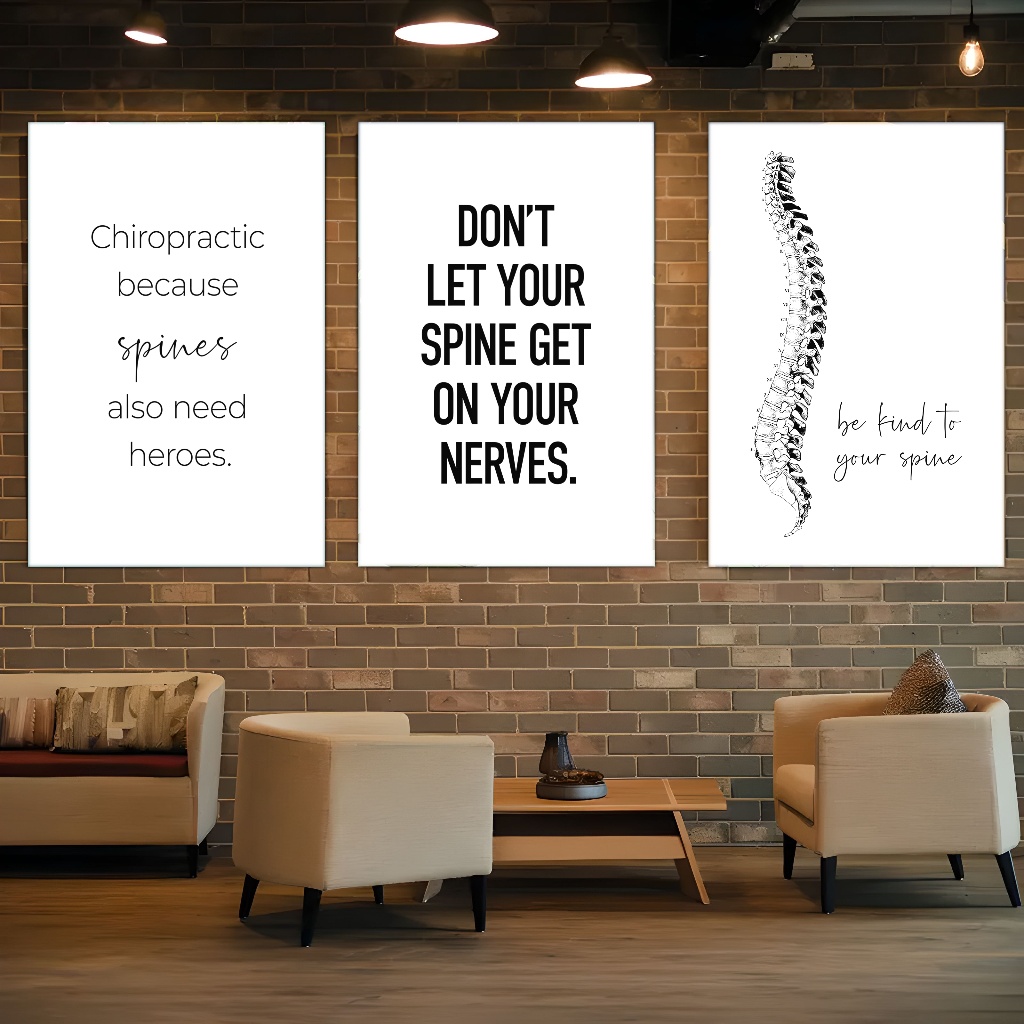 Chiropractic
because
spines
also need
heroes.
DON'T
LET YOUR
SPINE GET
ON YOUR
NERVES.
be kind to
your spine